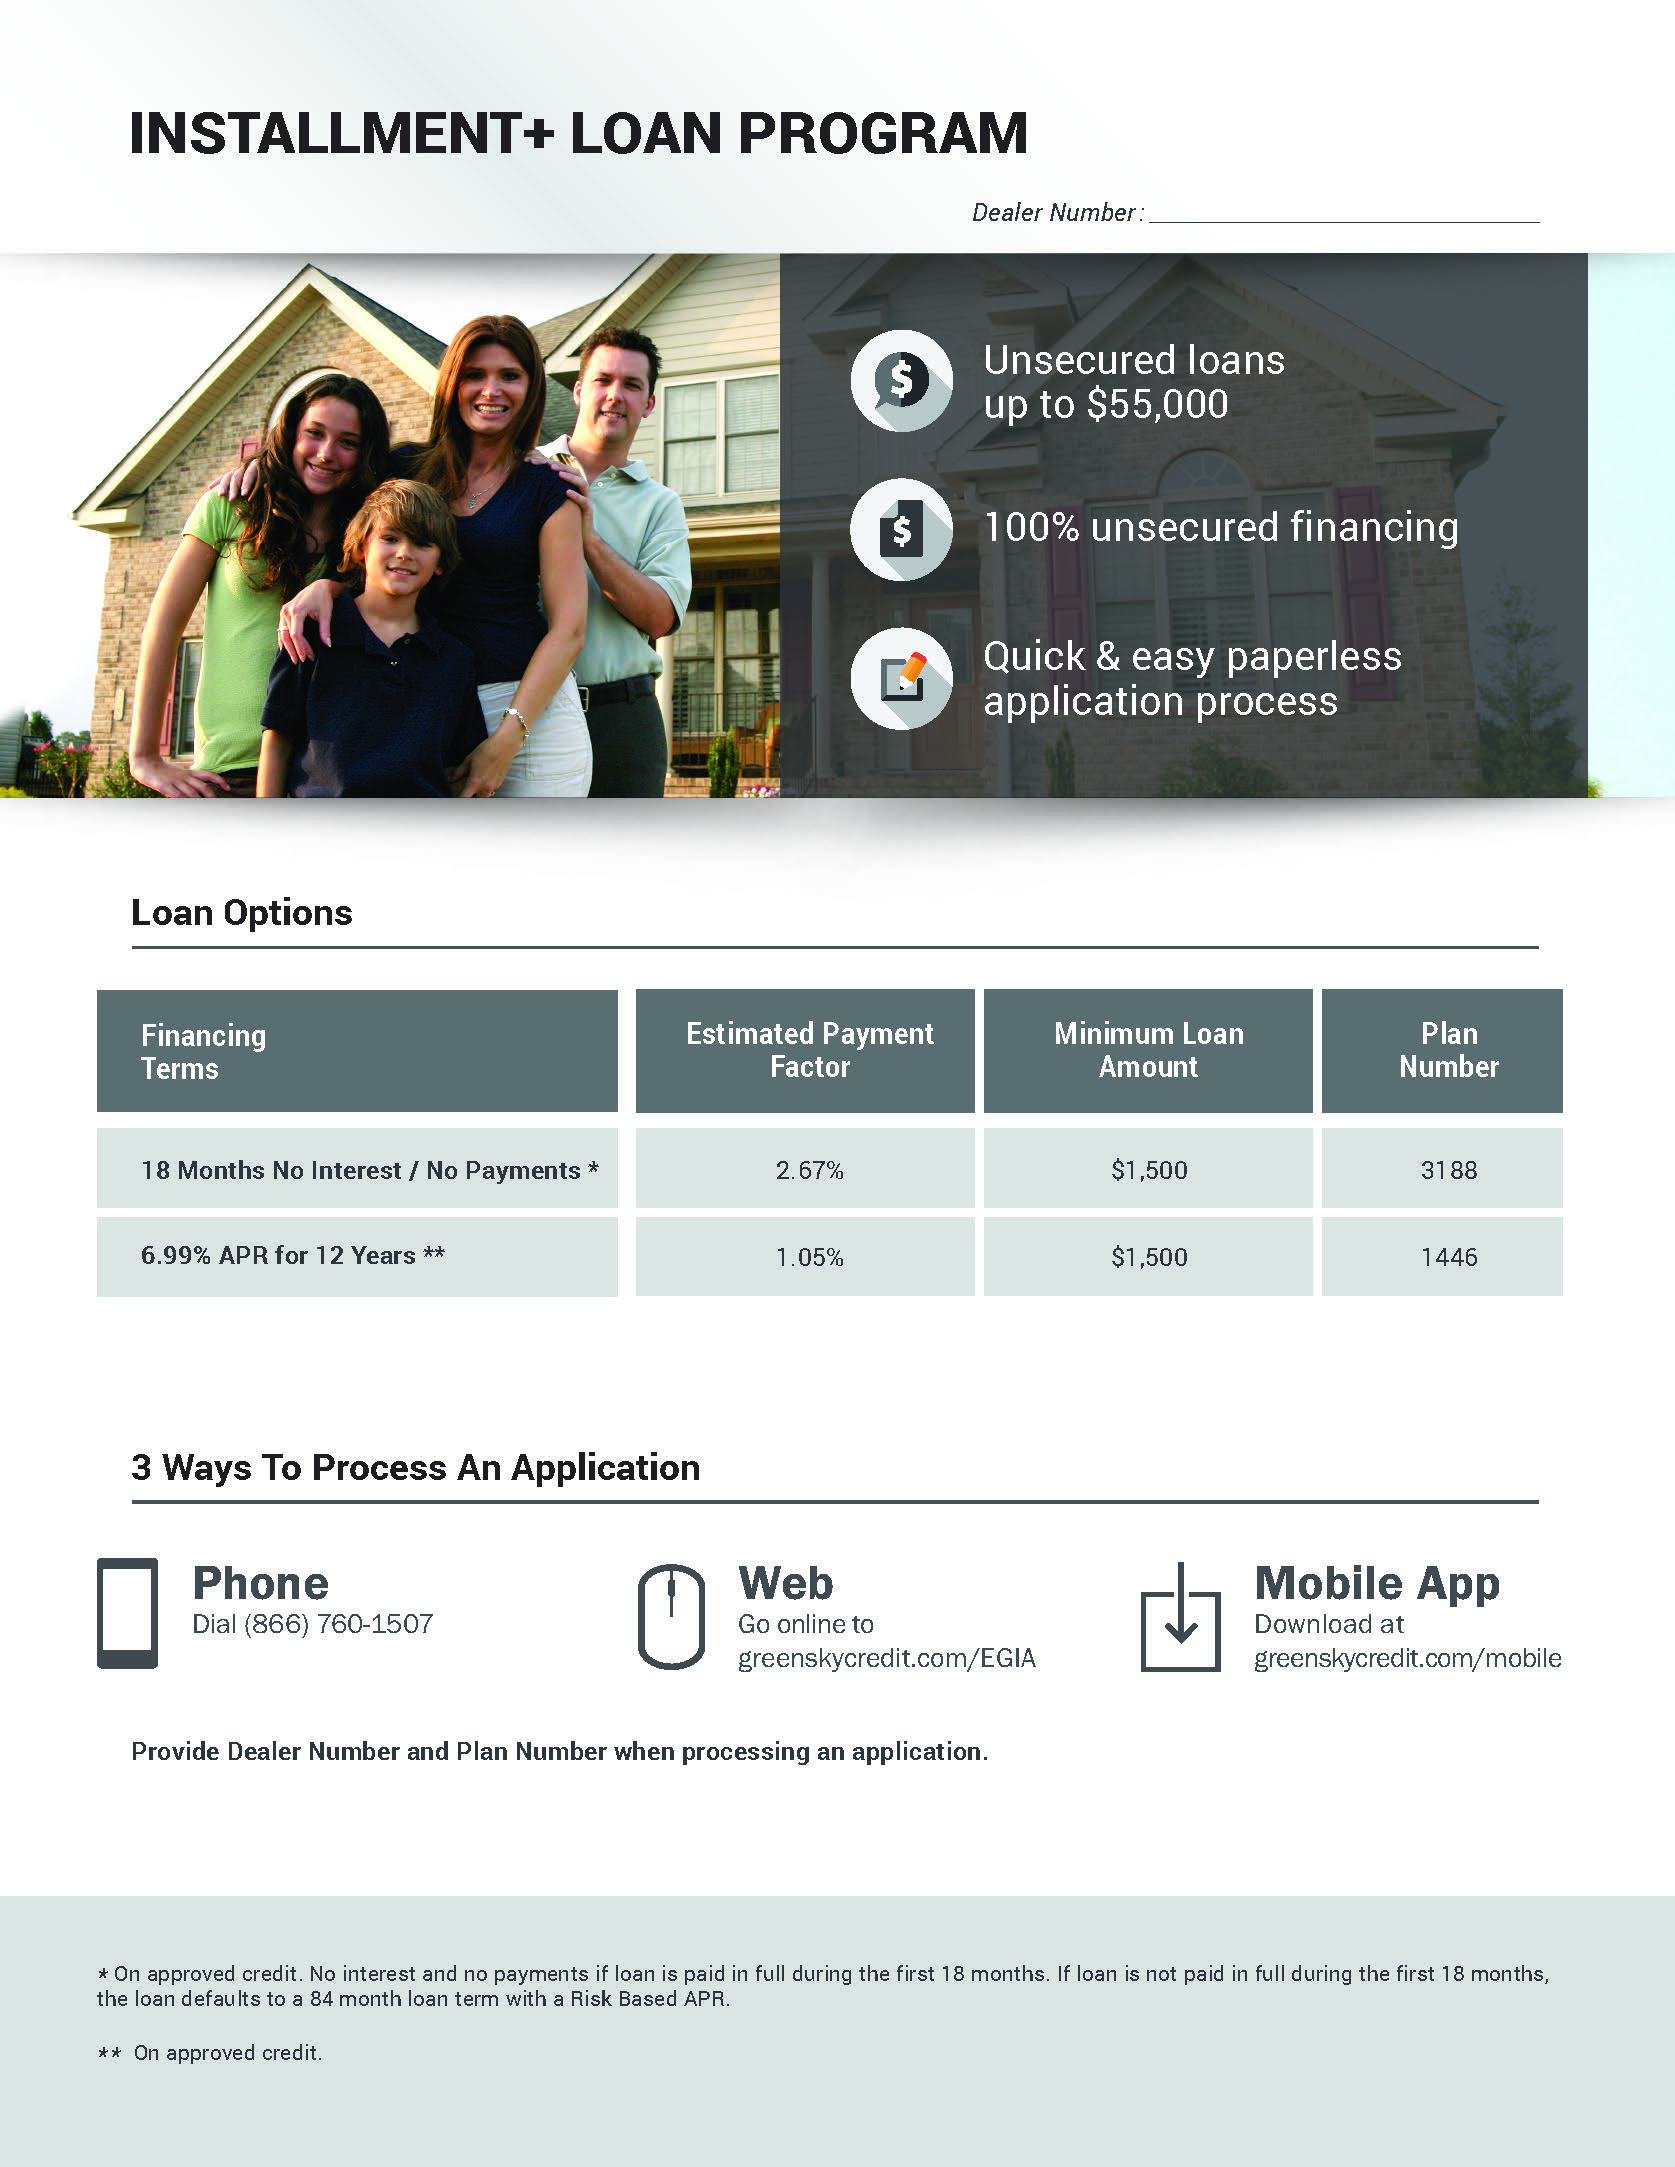 INSTALLMENT+ LOAN PROGRAM
Dealer Number: 
Unsecured loans
up to $55,000
100% unsecured financing
Quick & easy paperless
application process
Loan Options
Financing
Terms
Estimated Payment
Factor
Minimum Loan
Amount
Plan
Number
18 Months No Interest / No Payments * 2.67% $1,500 3188
6.99% APR for 12 Years ** 1.05% $1,500 1446
3 Ways To Process An Application
Phone
Dial (866) 760-1507
Web
Go online to
greenskycredit.com/EGIA
Mobile App
Download at
greenskycredit.com/mobile
Provide Dealer Number and Plan Number when processing an application.
* On approved credit. No interest and no payments if loan is paid in full during the first 18 months. If loan is not paid in full during the first 18 months,
the loan defaults to a 84 month loan term with a Risk Based APR.
** On approved credit.